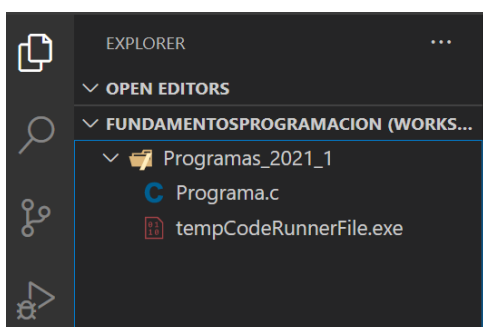 EXPLORER ...
OPEN EDITORS
FUNDAMENTOSPROGRAMACION (WORKS...
Programas_2021_1
C Programa.c
tempCodeRunnerFile.exe